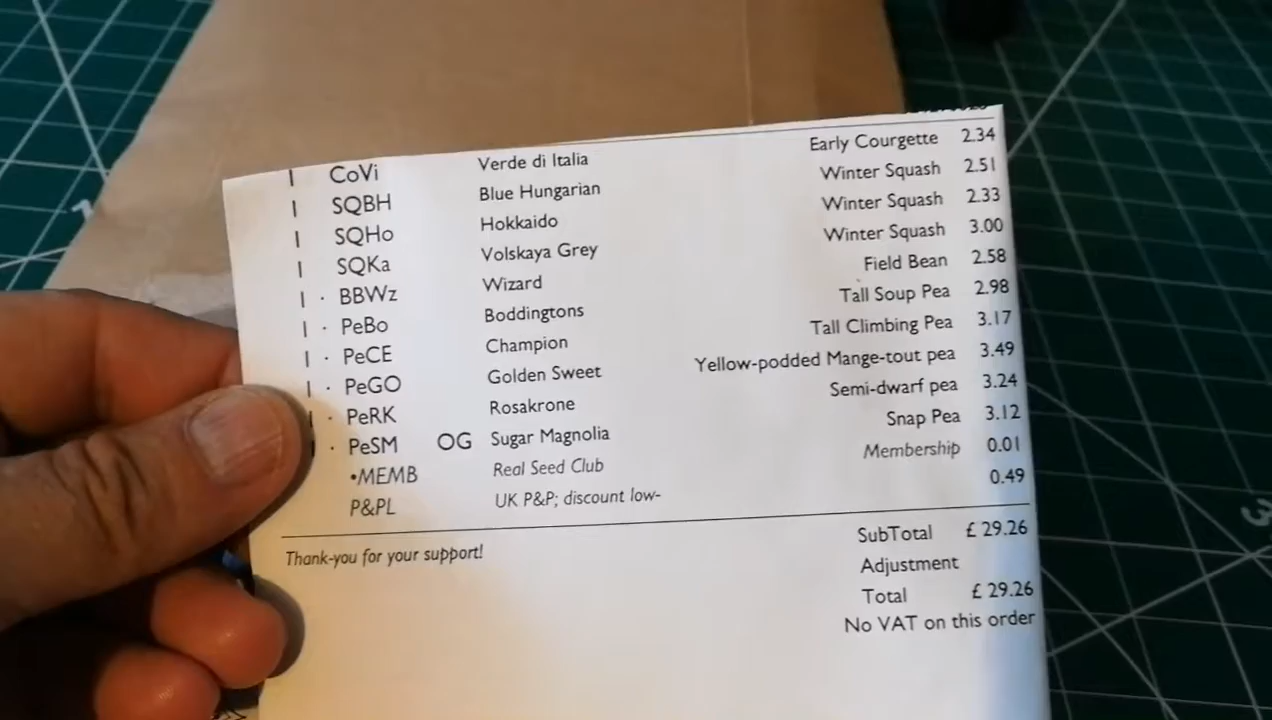 1 CoVi Verde di Italia Early Courgette 2.34
1 SQBH Blue Hungarian Winter Squash 2.51
1 SQHo Hokkaido Winter Squash 2.33
1 SQKa Volskaya Grey Winter Squash 3.00
1 · BBWz Wizard Field Bean 2.58
1 · PeBo Boddingtons Tall Soup Pea 2.98
1 · PeCE Champion Tall Climbing Pea 3.17
1 · PeGO Golden Sweet Yellow-podded Mange-tout pea 3.49
1 · PeRK Rosakrone Semi-dwarf pea 3.24
1 · PeSM OG Sugar Magnolia Snap Pea 3.12
•MEMB Real Seed Club Membership 0.01
P&PL UK P&P; discount low- 0.49
Thank-you for your support!
SubTotal £ 29.26
Adjustment
Total £ 29.26
No VAT on this order